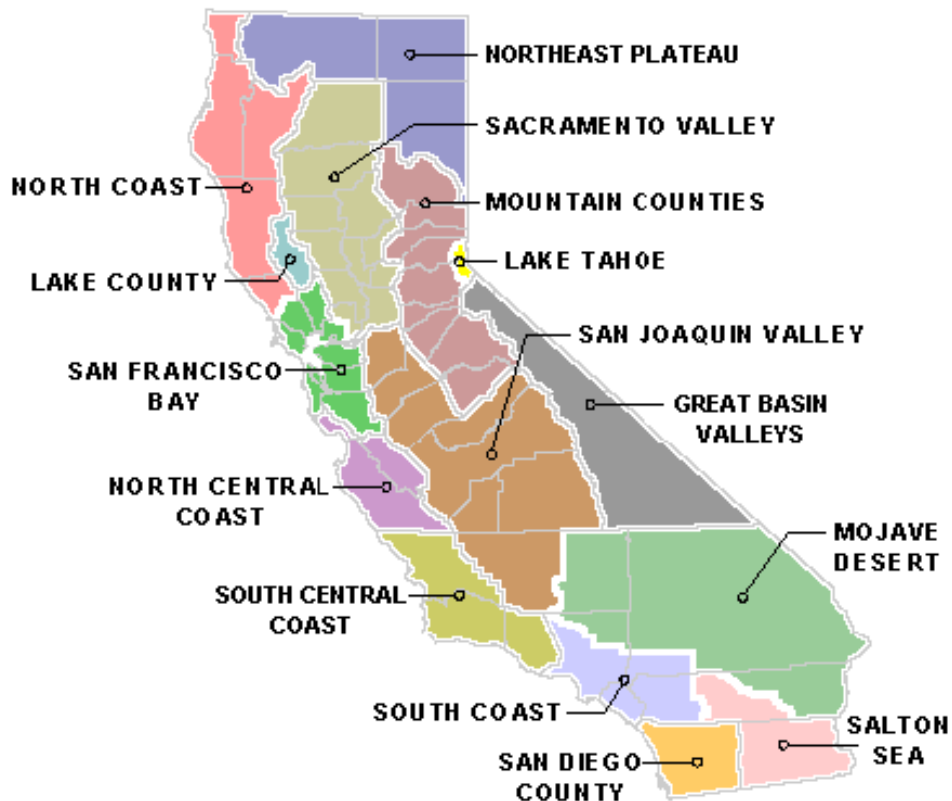 NORTHEAST PLATEAU
SACRAMENTO VALLEY
NORTH COAST
MOUNTAIN COUNTIES
LAKE COUNTY
LAKE TAHOE
SAN JOAQUIN VALLEY
SAN FRANCISCO
BAY
GREAT BASIN
VALLEYS
NORTH CENTRAL
COAST
MOJAVE
DESERT
SOUTH CENTRAL
COAST
SOUTH COAST
SALTON
SEA
SAN DIEGO
COUNTY